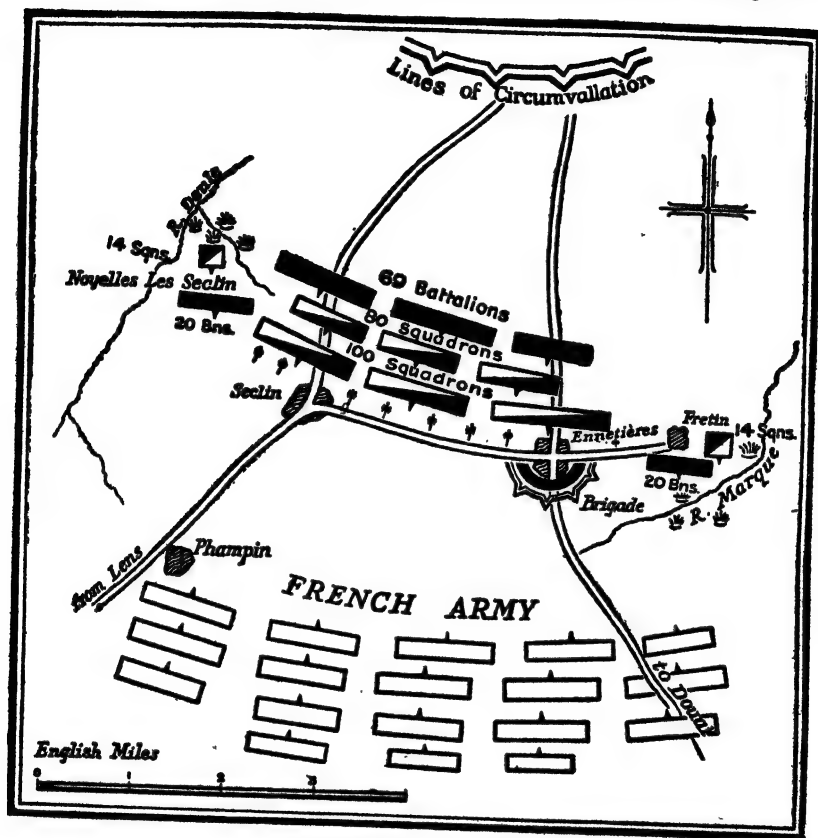 Lines of Circumvallation
R. Deule
14 Sqns.
Noyelles Les Seclin
20 Bns.
69 Battalions
80 Squadrons
100 Squadrons
Seclin
Ennetières
Fretin
14 Sqns.
20 Bns.
R. Marque
Brigade
Phampin
from Lens
FRENCH ARMY
to Douai
English Miles
0 1 2 3